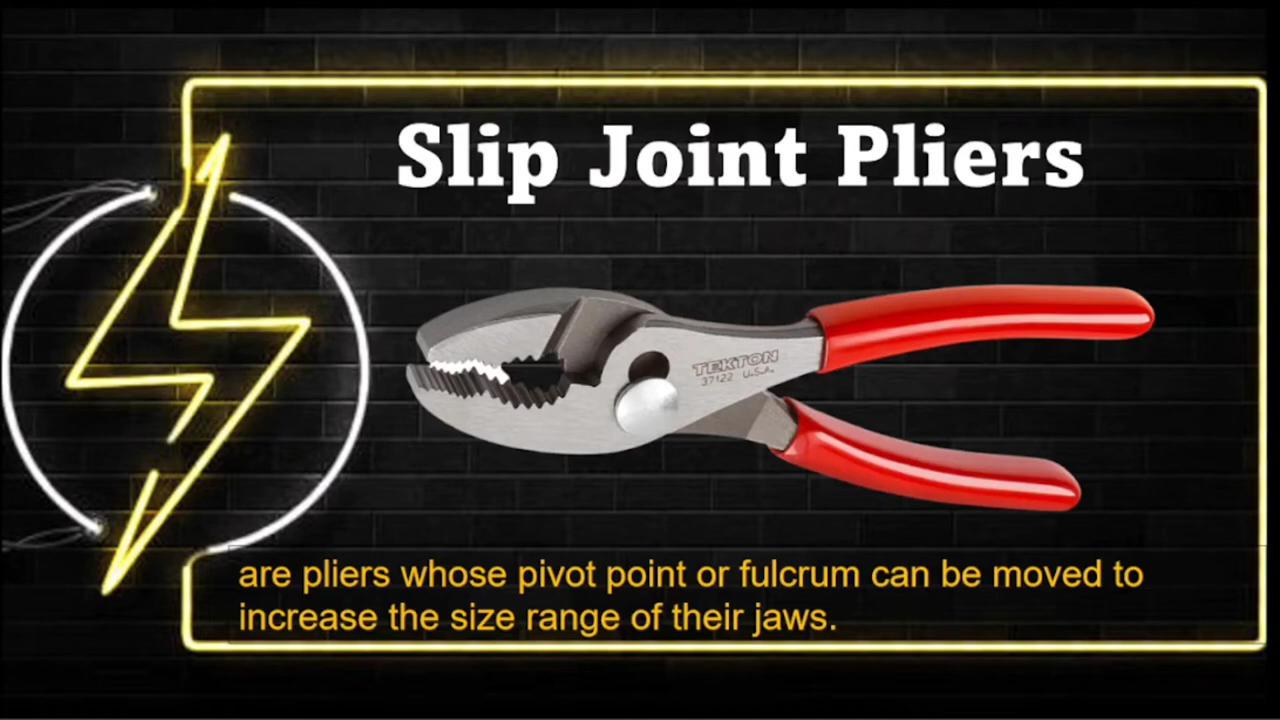 Slip Joint Pliers
TEKTON
37122 U.S.A.
are pliers whose pivot point or fulcrum can be moved to
increase the size range of their jaws.